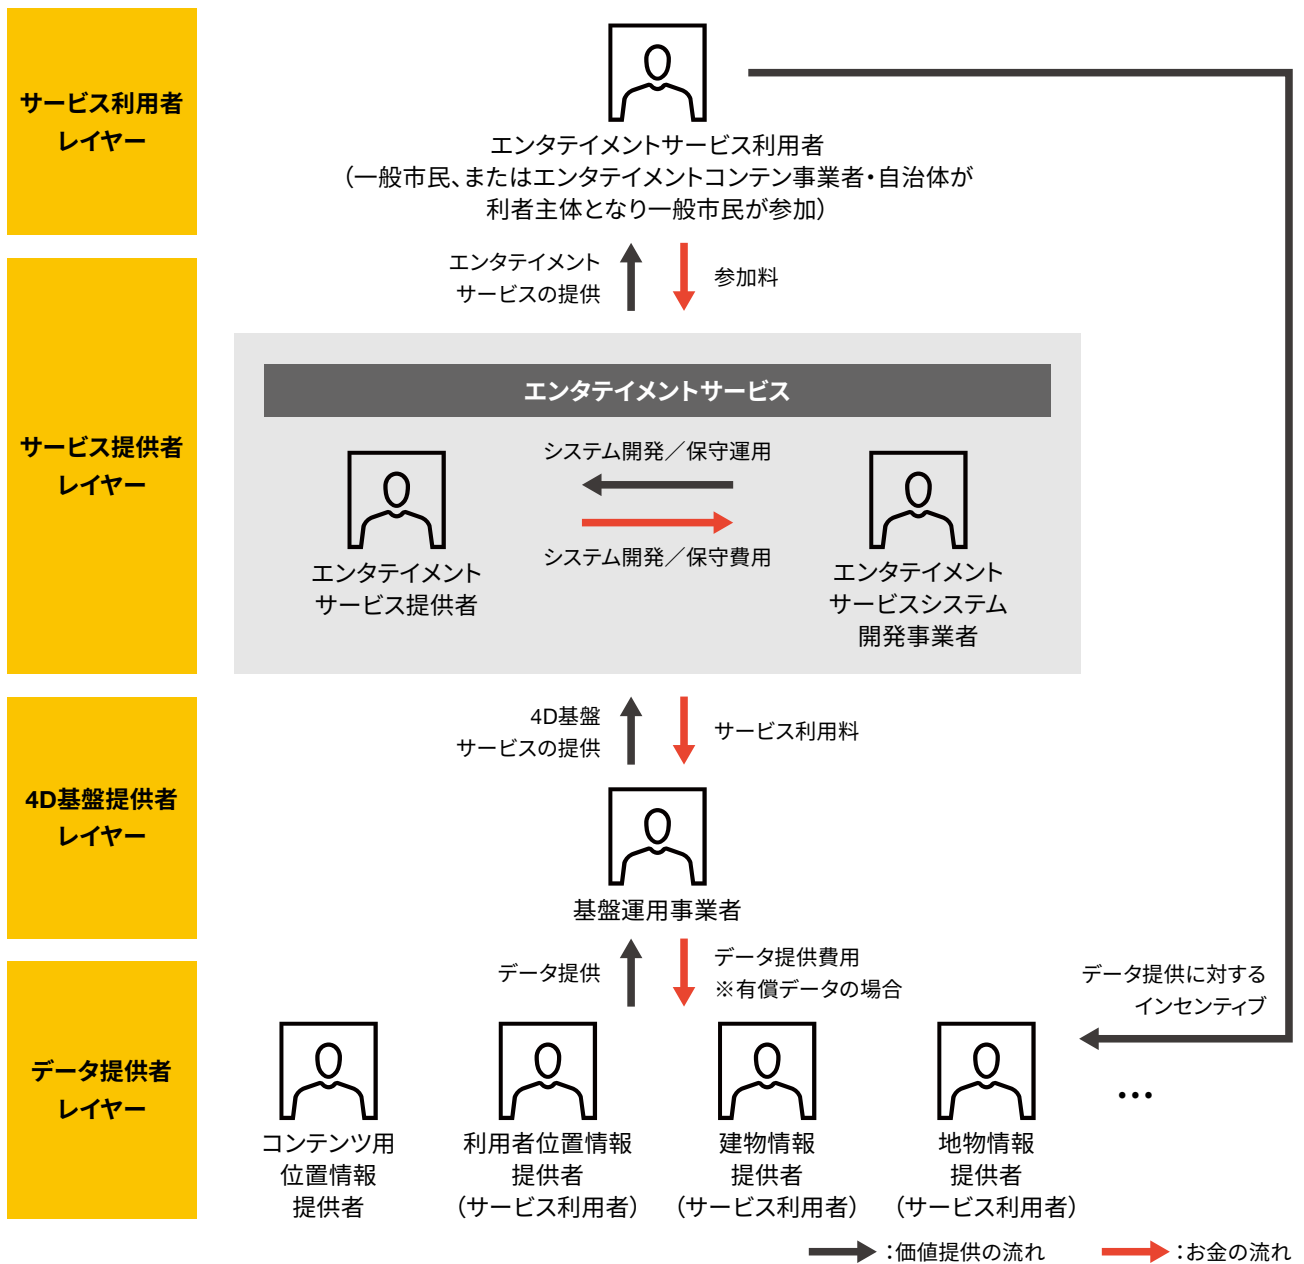 サービス利用者
レイヤー
エンタテイメントサービス利用者
（一般市民、またはエンタテイメントコンテン事業者・自治体が
利者主体となり一般市民が参加）
エンタテイメント
サービスの提供
参加料
サービス提供者
レイヤー
エンタテイメントサービス
システム開発／保守運用
システム開発／保守費用
エンタテイメント
サービス提供者
エンタテイメント
サービスシステム
開発事業者
4D基盤
サービスの提供
サービス利用料
4D基盤提供者
レイヤー
基盤運用事業者
データ提供
データ提供費用
※有償データの場合
データ提供に対する
インセンティブ
データ提供者
レイヤー
コンテンツ用
位置情報
提供者
利用者位置情報
提供者
（サービス利用者）
建物情報
提供者
（サービス利用者）
地物情報
提供者
（サービス利用者）
…
：価値提供の流れ
：お金の流れ